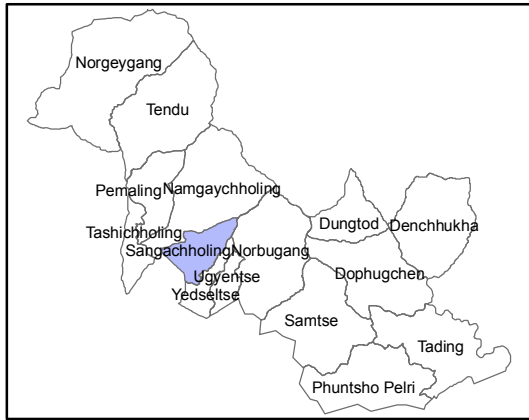 Norgeygang
Tendu
Pemaling
Namgaychholing
Tashichholing
Sangachholing
Norbugang
Ugyentse
Yedseltse
Dungtod
Denchhukha
Dophugchen
Samtse
Tading
Phuntsho Pelri